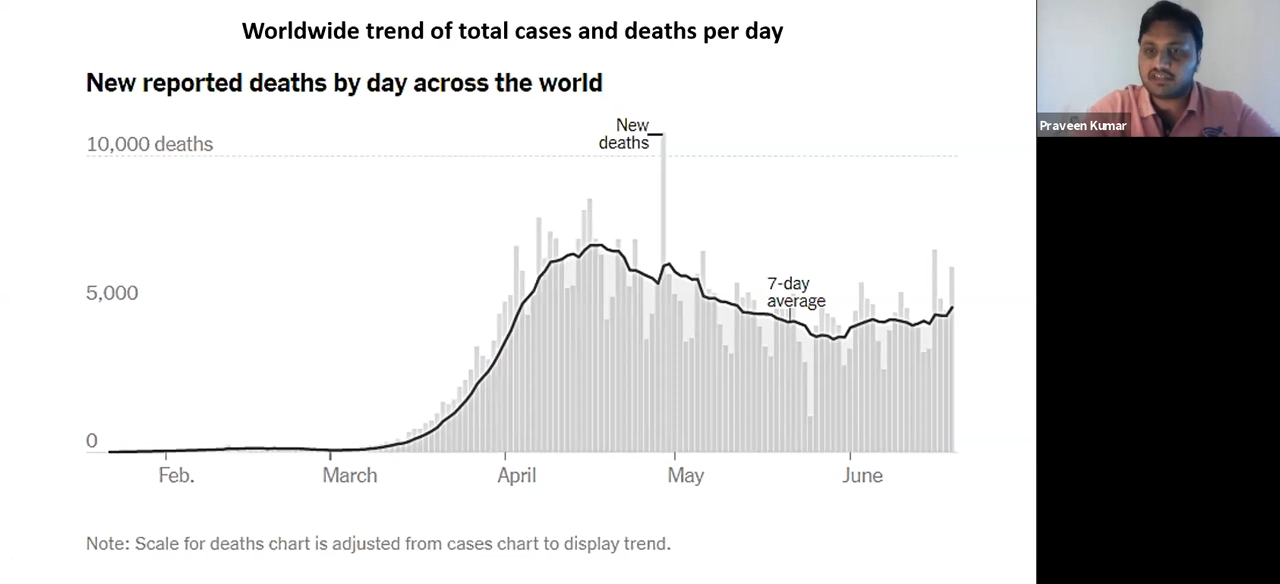 Worldwide trend of total cases and deaths per day
New reported deaths by day across the world
New
deaths
10,000 deaths
7-day
average
5,000
0
Feb.
March
April
May
June
Note: Scale for deaths chart is adjusted from cases chart to display trend.
Praveen Kumar